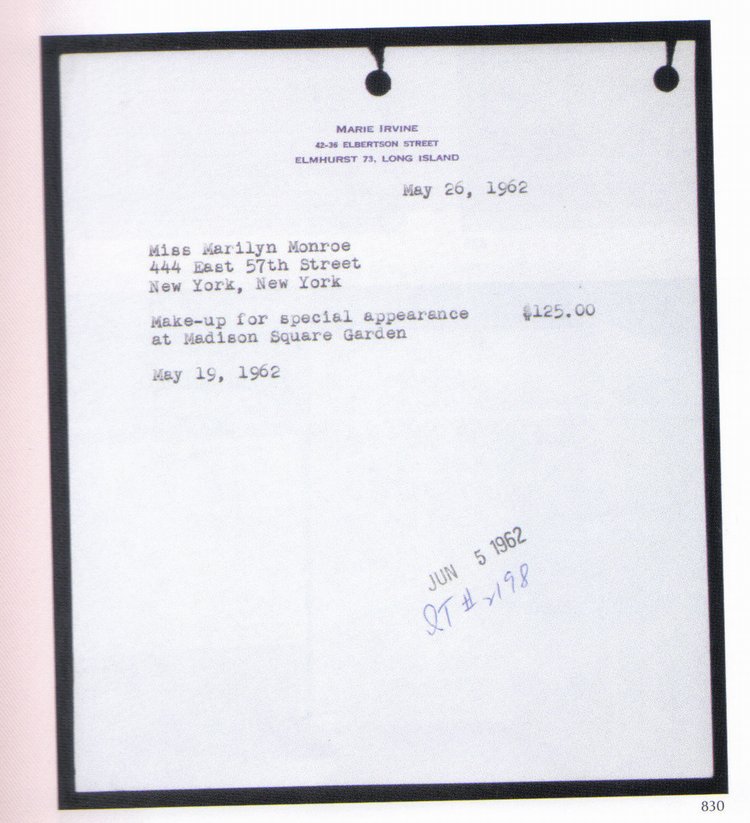 MARIE IRVINE
42-36 ELBERTSON STREET
ELMHURST 73, LONG ISLAND
May 26, 1962
Miss Marilyn Monroe
444 East 57th Street
New York, New York
Make-up for special appearance $125.00
at Madison Square Garden
May 19, 1962
JUN 5 1962
# 2198
830